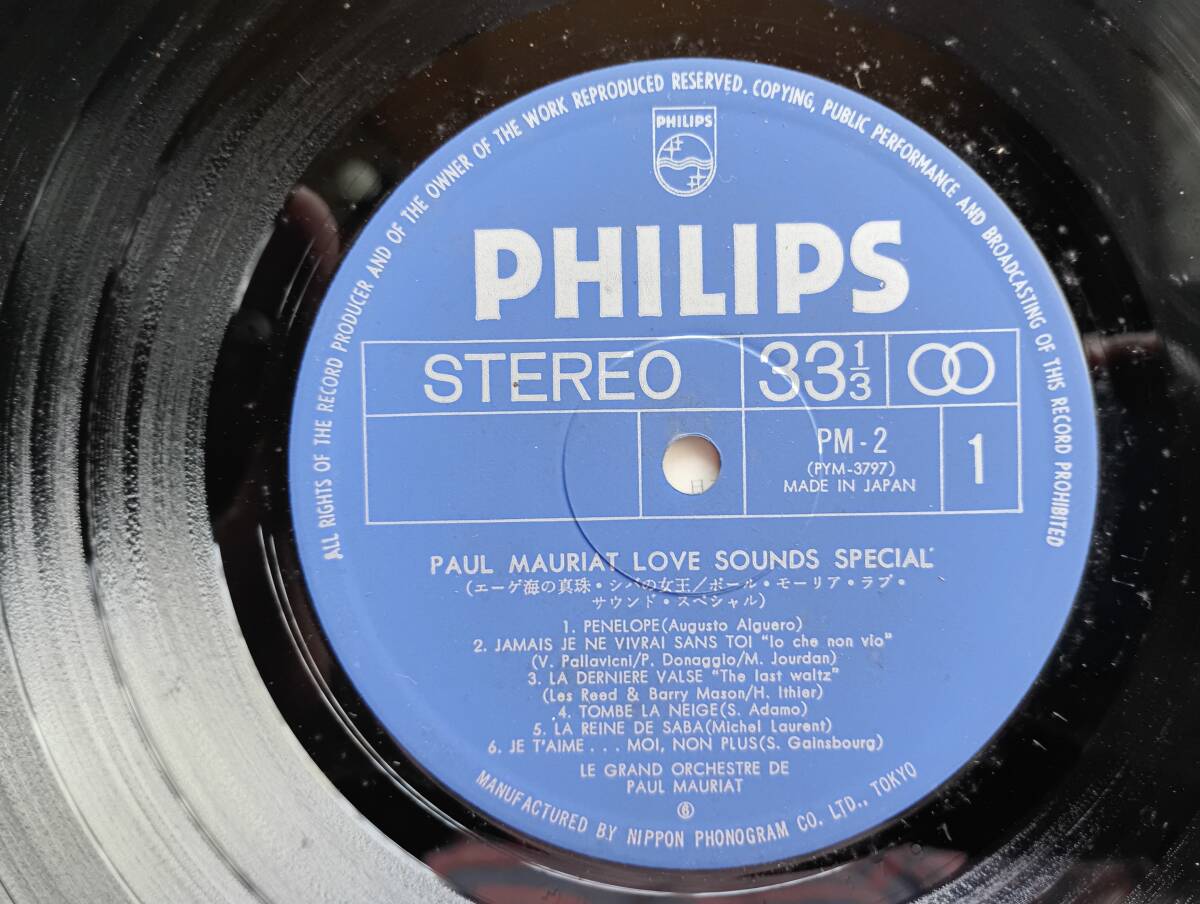 ALL RIGHTS OF THE RECORD PRODUCER AND OF THE OWNER OF THE WORK REPRODUCED RESERVED. COPYING, PUBLIC PERFORMANCE AND BROADCASTING OF THIS RECORD PROHIBITED
PHILIPS
PHILIPS
STEREO
33 1/3
PM-2
(PYM-3797)
MADE IN JAPAN
1
PAUL MAURIAT LOVE SOUNDS SPECIAL
(エーゲ海の真珠・シバの女王/ポール・モーリア・ラブ・
サウンド・スペシャル)
1. PENELOPE(Augusto Alguero)
2. JAMAIS JE NE VIVRAI SANS TOI "Io che non vio"
(V. Pallavicni/P. Donaggio/M. Jourdan)
3. LA DERNIERE VALSE "The last waltz"
(Les Reed & Barry Mason/H. Ithier)
4. TOMBE LA NEIGE(S. Adamo)
5. LA REINE DE SABA(Michel Laurent)
6. JE T'AIME... MOI, NON PLUS(S. Gainsbourg)
LE GRAND ORCHESTRE DE
PAUL MAURIAT
MANUFACTURED BY NIPPON PHONOGRAM CO. LTD., TOKYO